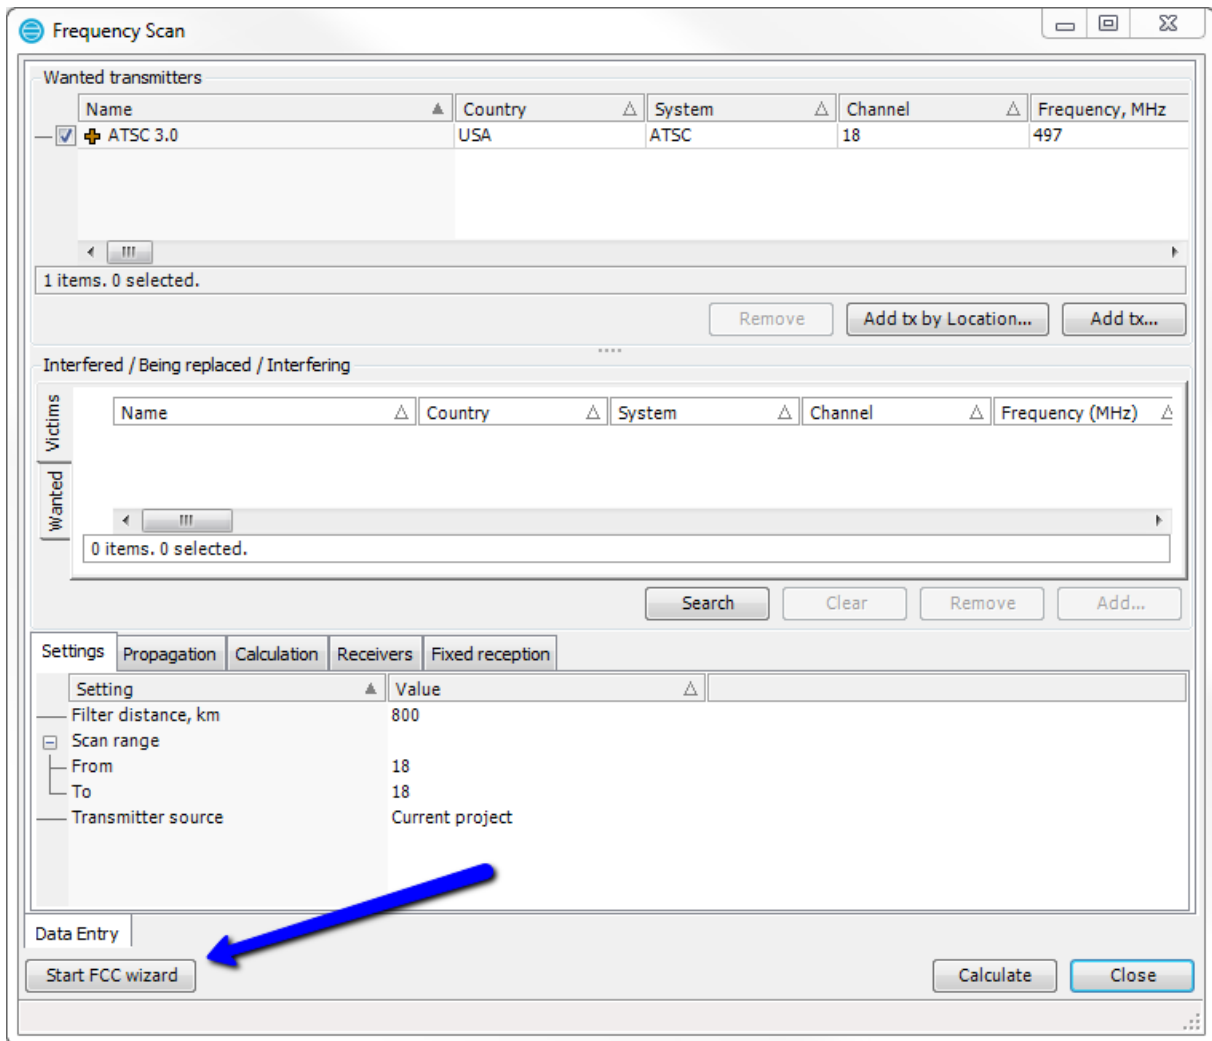 Frequency Scan
Wanted transmitters
Name Country System Channel Frequency, MHz
ATSC 3.0 USA ATSC 18 497
1 items. 0 selected.
Remove Add tx by Location... Add tx...
Interfered / Being replaced / Interfering
Victims
Wanted
Name Country System Channel Frequency (MHz)
0 items. 0 selected.
Search Clear Remove Add...
Settings Propagation Calculation Receivers Fixed reception
Setting Value
Filter distance, km 800
Scan range
From 18
To 18
Transmitter source Current project
Data Entry
Start FCC wizard Calculate Close